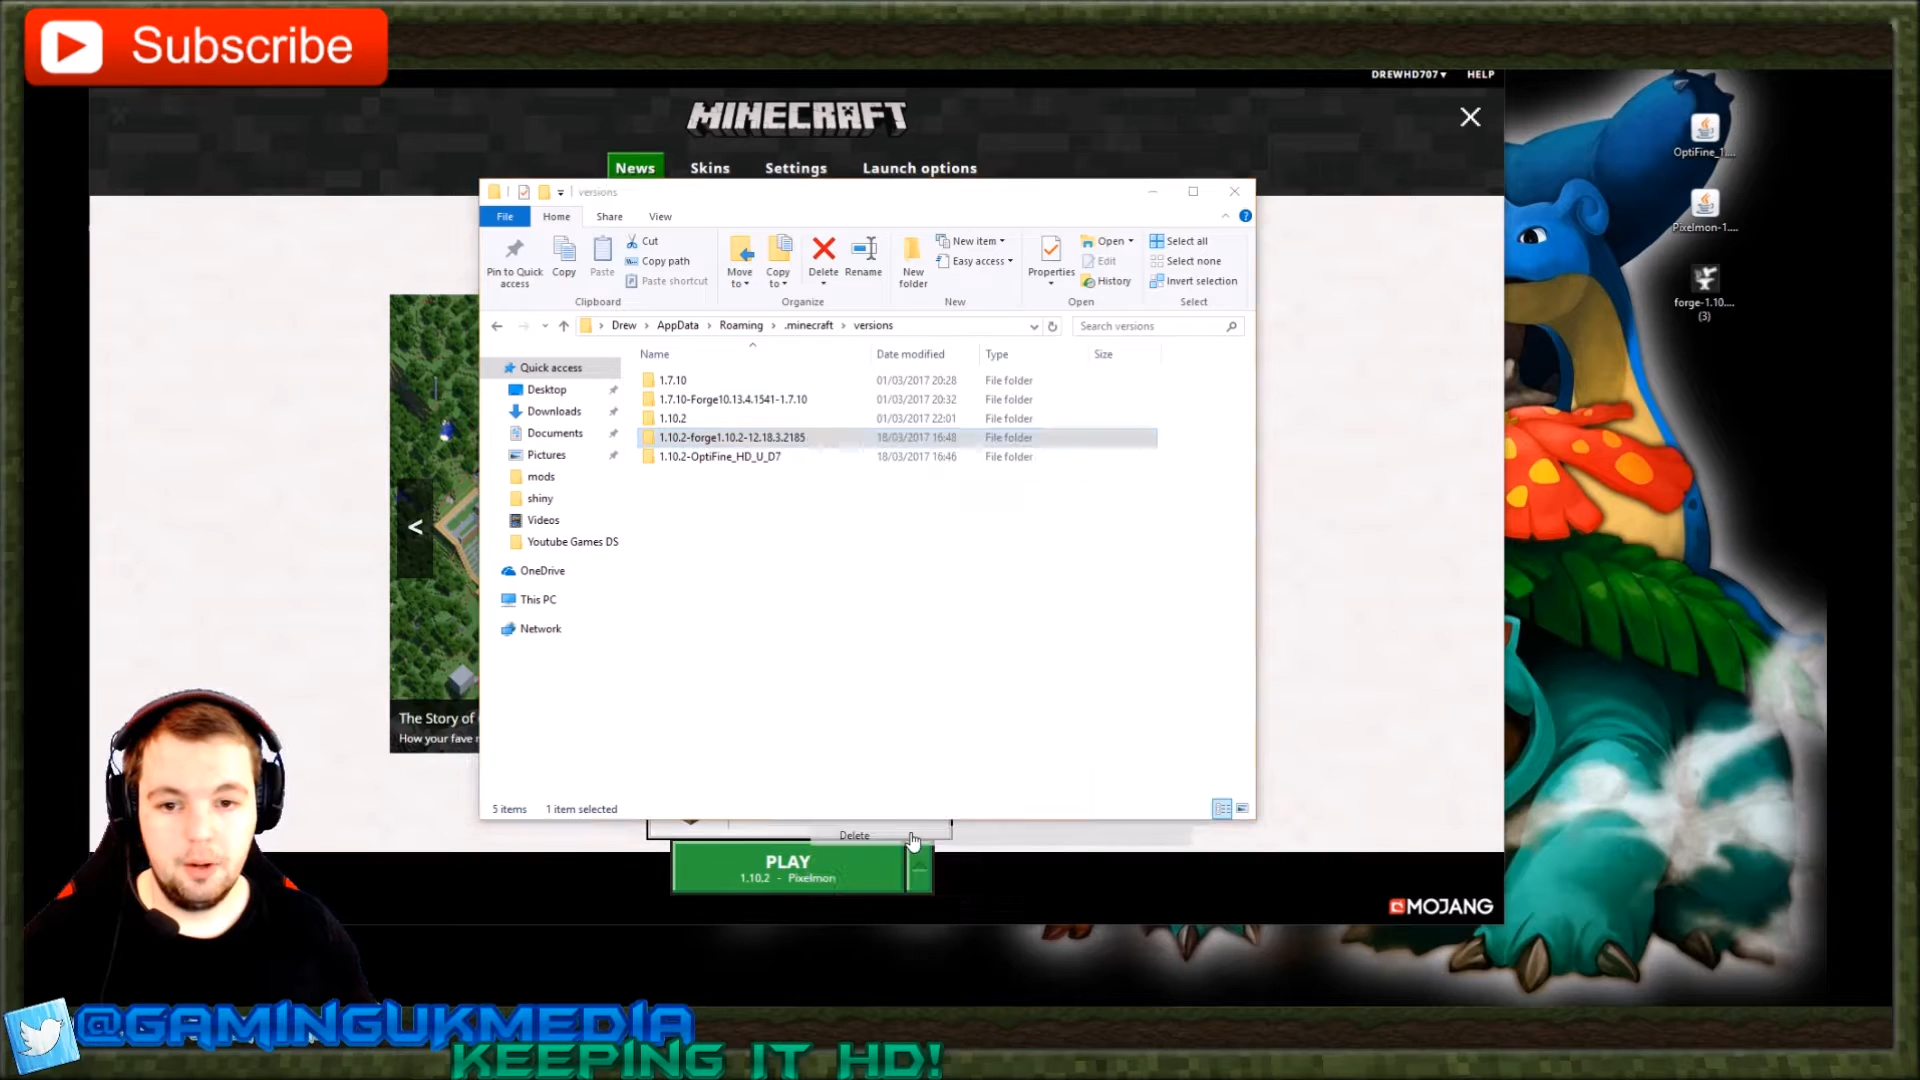 Subscribe
DREWHD707 HELP
MINECRAFT
News Skins Settings Launch options
OptiFine_1....
Pixelmon-1....
forge-1.10....
(3)
versions
File Home Share View
Pin to Quick access
Copy
Paste
Cut
Copy path
Paste shortcut
Move to
Copy to
Delete
Rename
New folder
New item
Easy access
Properties
Open
Edit
History
Select all
Select none
Invert selection
Clipboard Organize New Open Select
Drew AppData Roaming .minecraft versions
Search versions
Name Date modified Type Size
Quick access
Desktop
Downloads
Documents
Pictures
mods
shiny
Videos
Youtube Games DS
OneDrive
This PC
Network
1.7.10 01/03/2017 20:28 File folder
1.7.10-Forge10.13.4.1541-1.7.10 01/03/2017 20:32 File folder
1.10.2 01/03/2017 22:01 File folder
1.10.2-forge1.10.2-12.18.3.2185 18/03/2017 16:48 File folder
1.10.2-OptiFine_HD_U_D7 18/03/2017 16:46 File folder
The Story of
How your fave
5 items 1 item selected
Delete
PLAY
1.10.2 - Pixelmon
MOJANG
@GAMINGUKMEDIA
KEEPING IT HD!